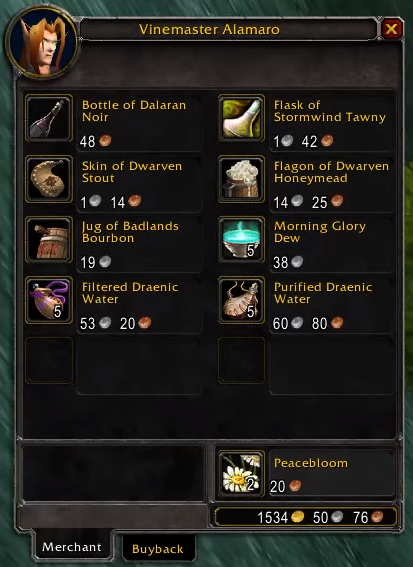 Vinemaster Alamaro
Bottle of Dalaran
Noir
48
Flask of
Stormwind Tawny
1 42
Skin of Dwarven
Stout
1 14
Flagon of Dwarven
Honeymead
14 25
Jug of Badlands
Bourbon
19
Morning Glory
Dew
5
38
Filtered Draenic
Water
5
53 20
Purified Draenic
Water
5
60 80
Peacebloom
2
20
1534 50 76
Merchant
Buyback